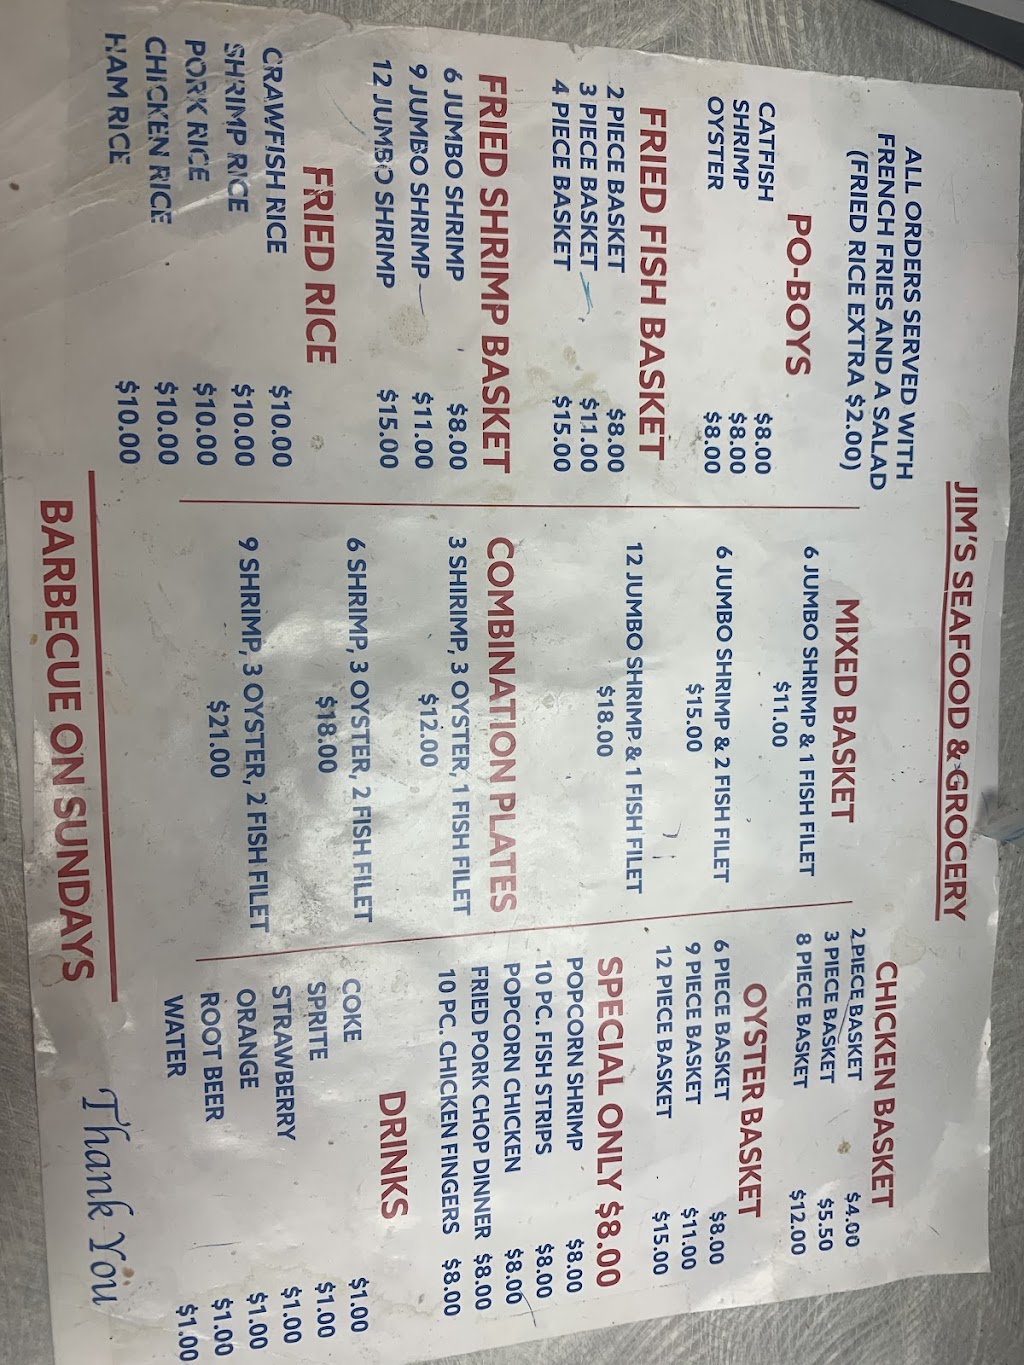 JIM'S SEAFOOD & GROCERY
ALL ORDERS SERVED WITH
FRENCH FRIES AND A SALAD
(FRIED RICE EXTRA $2.00)
PO-BOYS
CATFISH $8.00
SHRIMP $8.00
OYSTER $8.00
FRIED FISH BASKET
2 PIECE BASKET $8.00
3 PIECE BASKET $11.00
4 PIECE BASKET $15.00
FRIED SHRIMP BASKET
6 JUMBO SHRIMP $8.00
9 JUMBO SHRIMP $11.00
12 JUMBO SHRIMP $15.00
FRIED RICE
CRAWFISH RICE $10.00
SHRIMP RICE $10.00
PORK RICE $10.00
CHICKEN RICE $10.00
HAM RICE $10.00
MIXED BASKET
6 JUMBO SHRIMP & 1 FISH FILET
$11.00
6 JUMBO SHRIMP & 2 FISH FILET
$15.00
12 JUMBO SHRIMP & 1 FISH FILET
$18.00
COMBINATION PLATES
3 SHIRIMP, 3 OYSTER, 1 FISH FILET
$12.00
6 SHRIMP, 3 OYSTER, 2 FISH FILET
$18.00
9 SHRIMP, 3 OYSTER, 2 FISH FILET
$21.00
CHICKEN BASKET
2 PIECE BASKET $4.00
3 PIECE BASKET $5.50
8 PIECE BASKET $12.00
OYSTER BASKET
6 PIECE BASKET $8.00
9 PIECE BASKET $11.00
12 PIECE BASKET $15.00
SPECIAL ONLY $8.00
POPCORN SHRIMP $8.00
10 PC. FISH STRIPS $8.00
POPCORN CHICKEN $8.00
FRIED PORK CHOP DINNER $8.00
10 PC. CHICKEN FINGERS $8.00
DRINKS
COKE $1.00
SPRITE $1.00
STRAWBERRY $1.00
ORANGE $1.00
ROOT BEER $1.00
WATER $1.00
BARBECUE ON SUNDAYS
Thank You